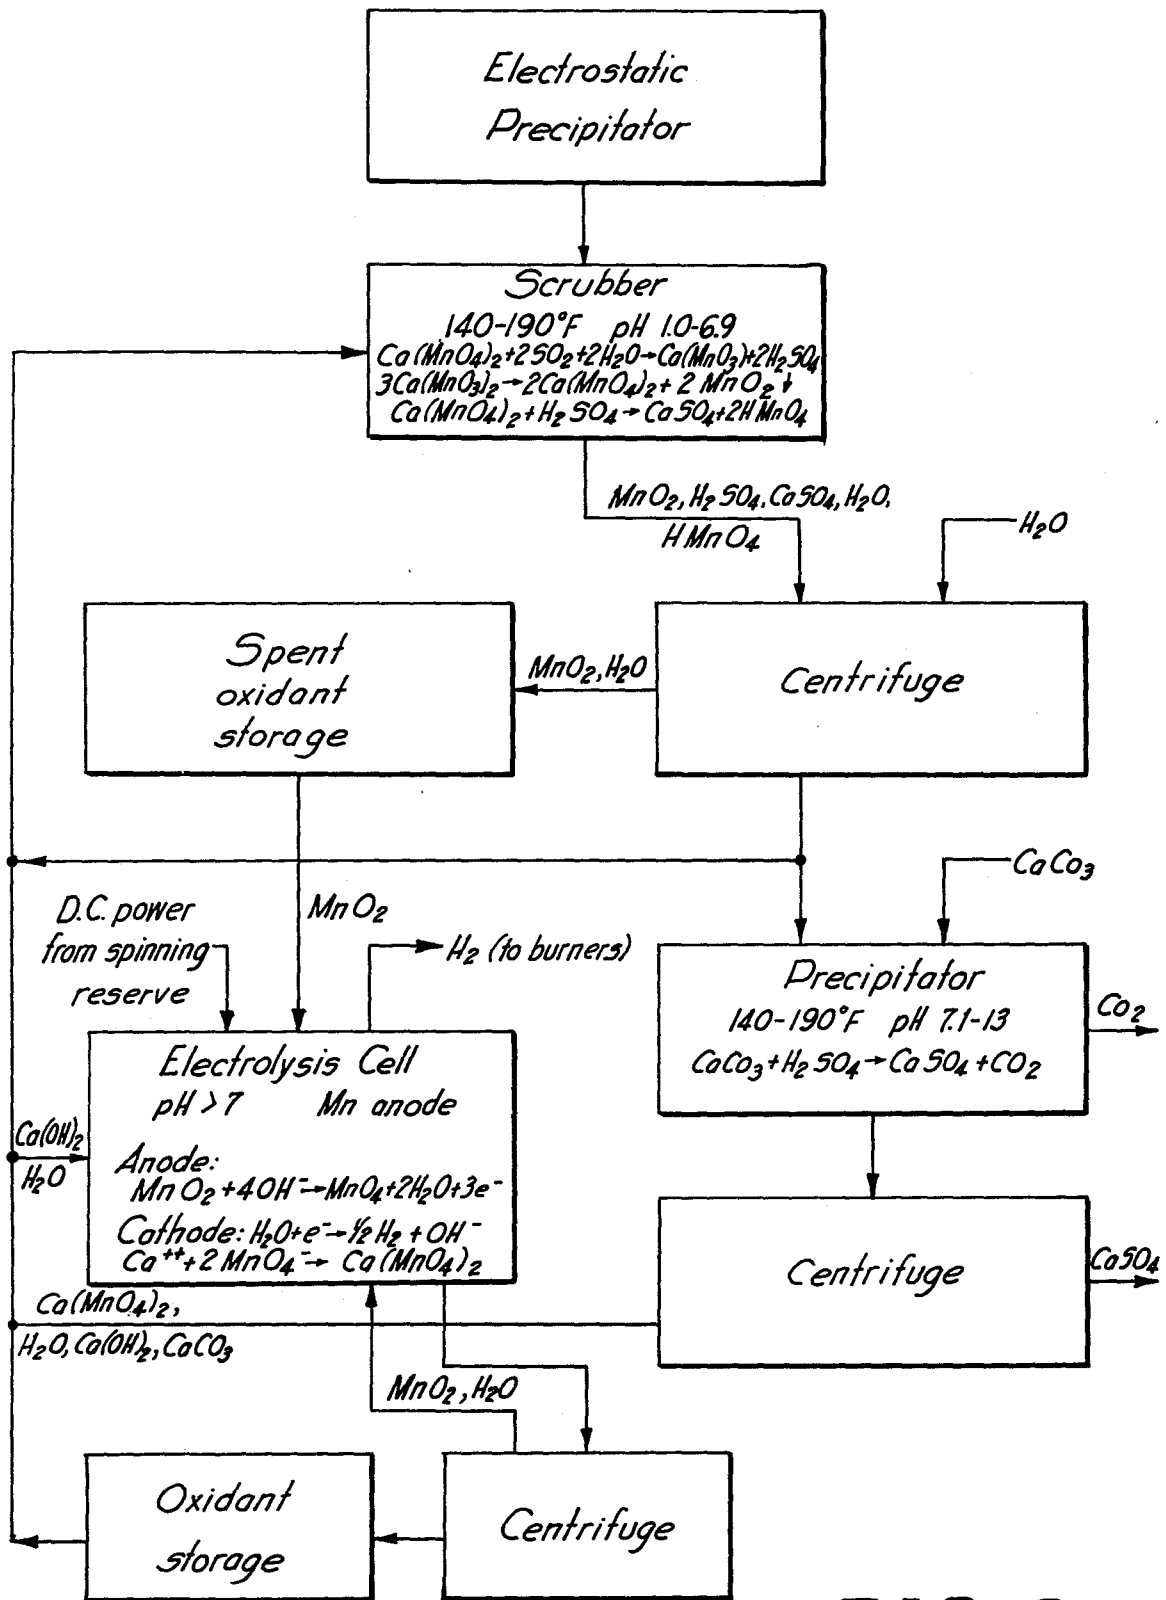 Electrostatic
Precipitator
Scrubber
140-190°F pH 1.0-6.9
Ca(MnO4)2+2SO2+2H2O→Ca(MnO3)+2H2SO4
3Ca(MnO3)2→2Ca(MnO4)2+2 MnO2↓
Ca(MnO4)2+H2SO4→CaSO4+2HMnO4
MnO2,H2SO4,CaSO4,H2O,
HMnO4
H2O
Spent
oxidant
storage
MnO2,H2O
Centrifuge
CaCo3
D.C. power
from spinning
reserve
MnO2
H2 (to burners)
Precipitator
140-190°F pH 7.1-13
CaCo3+H2SO4→CaSO4+CO2
Co2
Electrolysis Cell
pH >7 Mn anode
Ca(OH)2
H2O
Anode:
MnO2+4OH-→MnO4+2H2O+3e-
Cathode: H2O+e-→1/2H2+OH-
Ca+++2MnO4-→ Ca(MnO4)2
Centrifuge
CaSO4
Ca(MnO4)2,
H2O,Ca(OH)2,CaCO3
MnO2,H2O
Oxidant
storage
Centrifuge